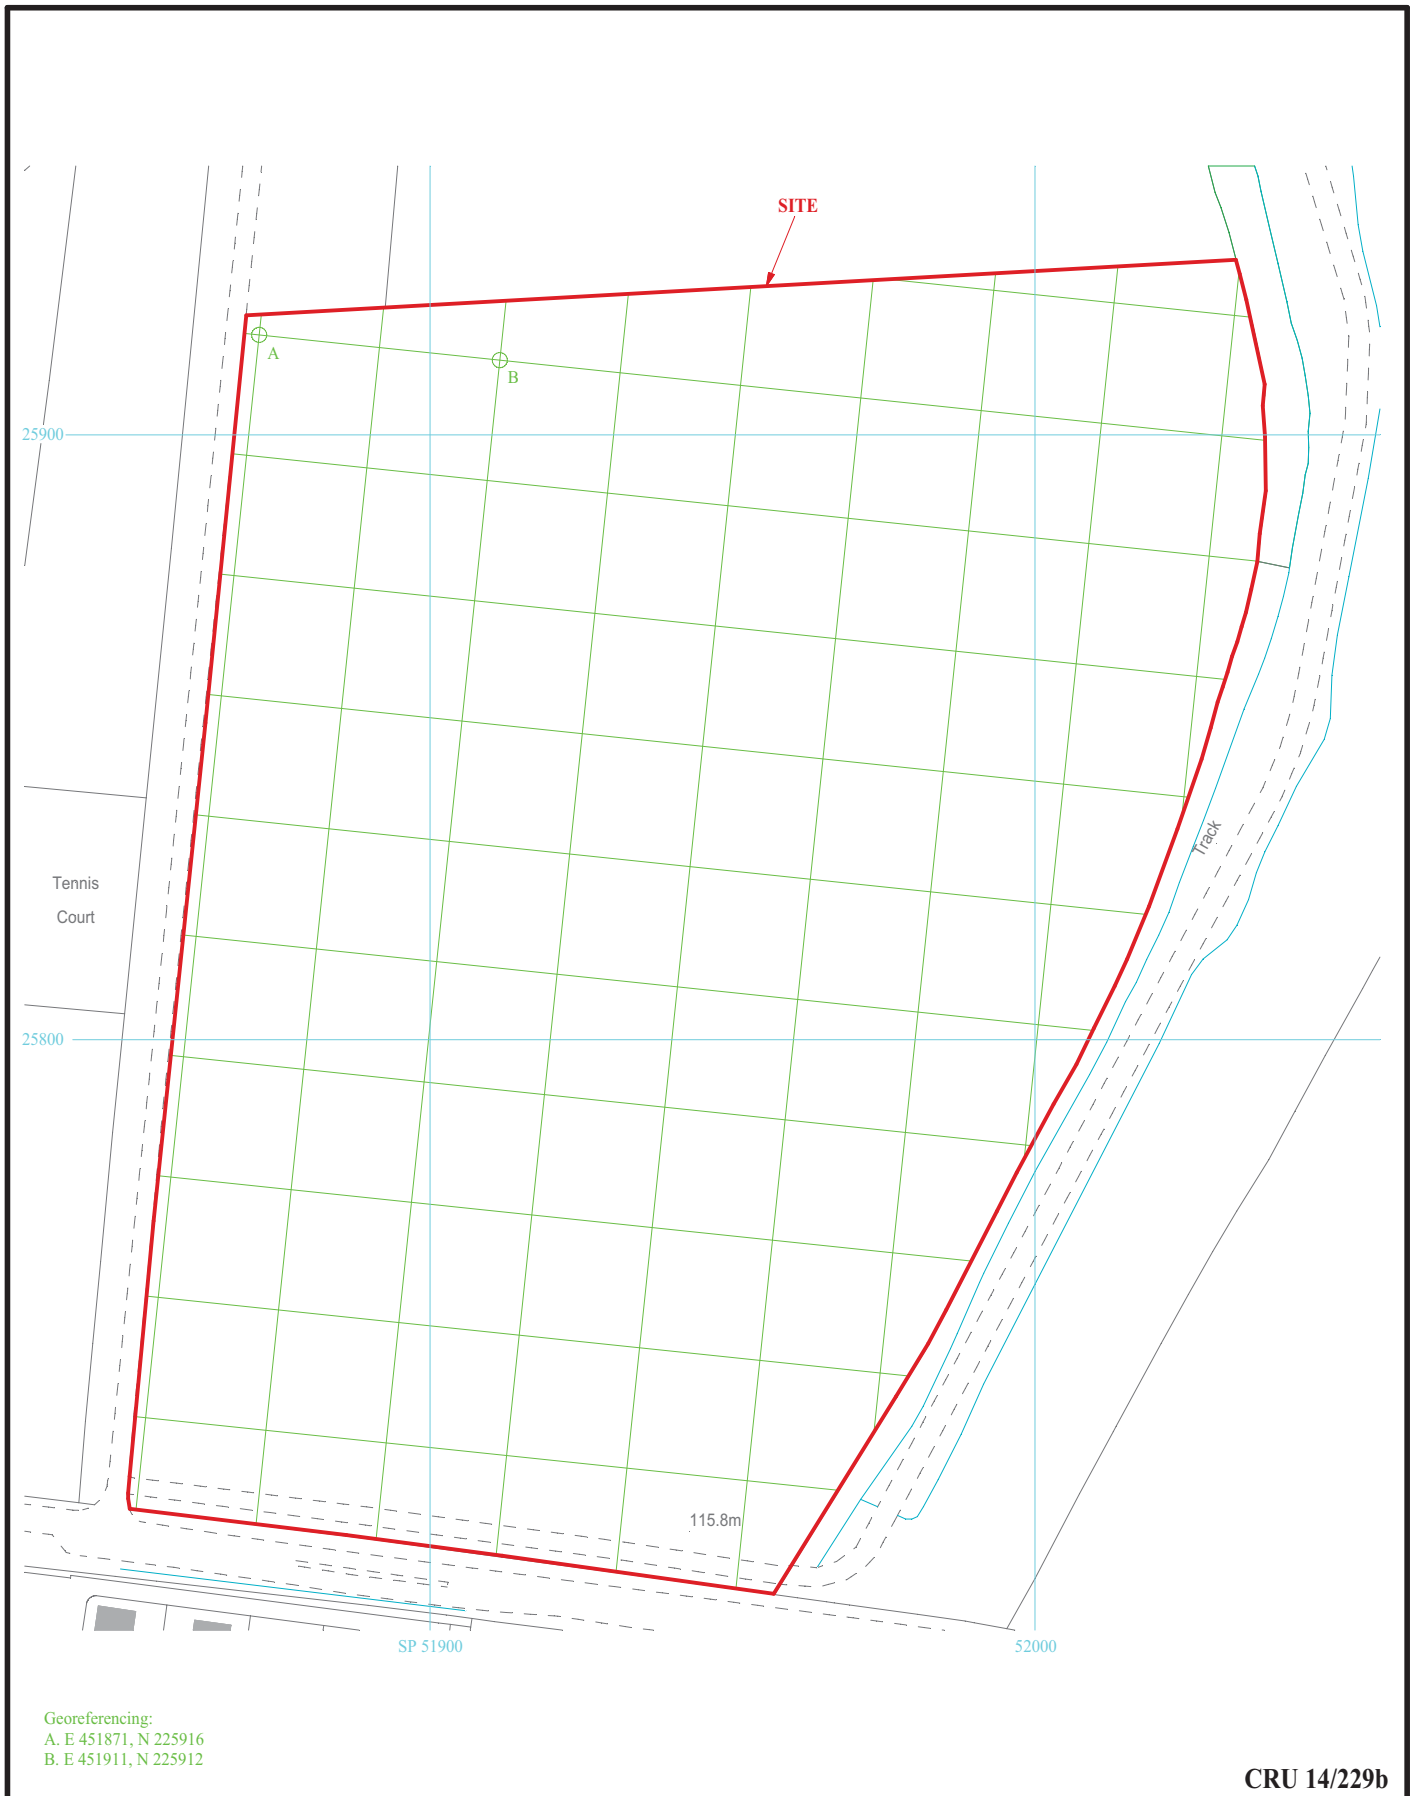 SITE
A
B
25900
Track
Tennis
Court
25800
115.8m
SP 51900
52000
Georeferencing:
A. E 451871, N 225916
B. E 451911, N 225912
CRU 14/229b